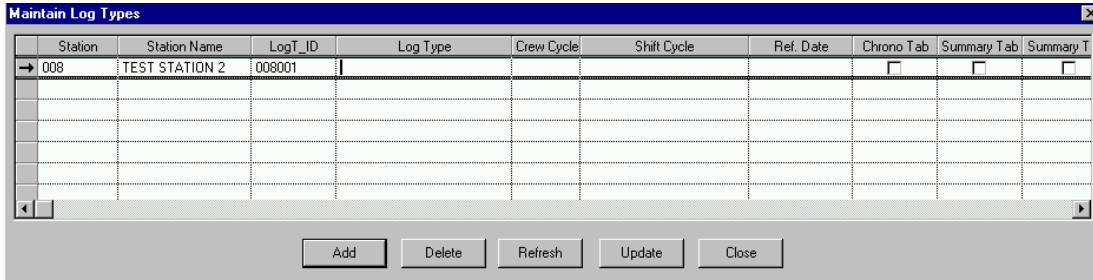 Maintain Log Types
Station Station Name LogT_ID Log Type Crew Cycle Shift Cycle Ref. Date Chrono Tab Summary Tab Summary T
008 TEST STATION 2 008001
Add Delete Refresh Update Close